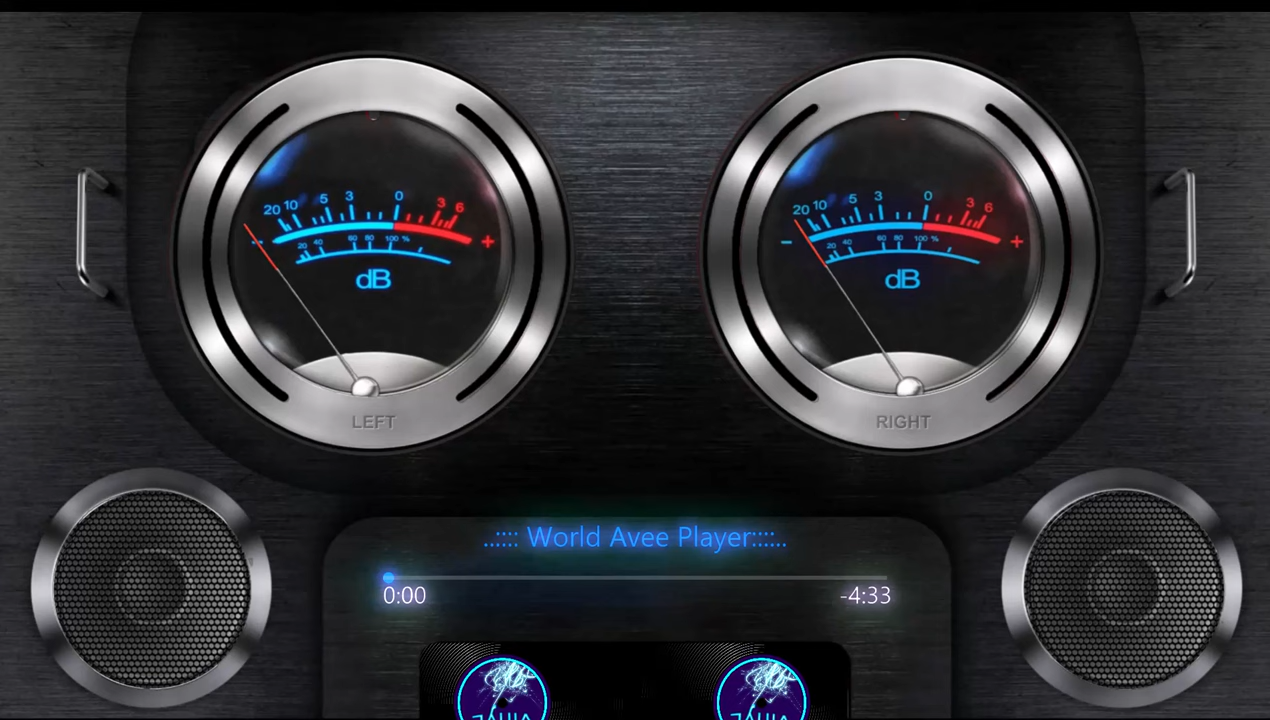 20 10 5 3 0 3 6
- +
20 40 60 80 100 %
dB
LEFT
20 10 5 3 0 3 6
- +
20 40 60 80 100 %
dB
RIGHT
..:::: World Avee Player::::..
0:00
-4:33